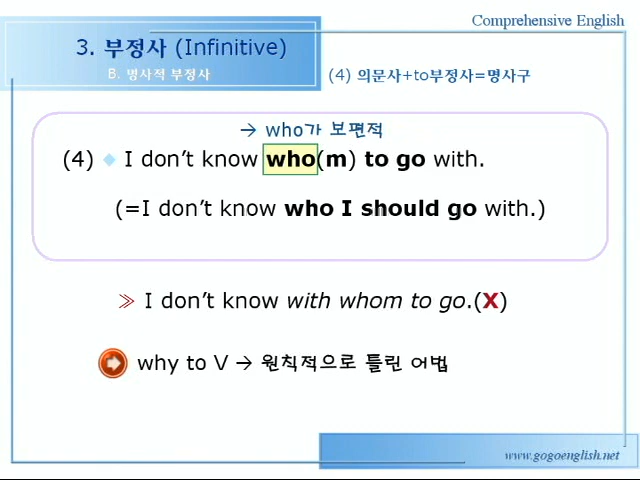 Comprehensive English
3. 부정사 (Infinitive)
B. 명사적 부정사
(4) 의문사+to부정사=명사구
→ who가 보편적
(4) ◆ I don't know who(m) to go with.
(=I don't know who I should go with.)
≫ I don't know with whom to go.(X)
why to V → 원칙적으로 틀린 어법
www.gogoenglish.net